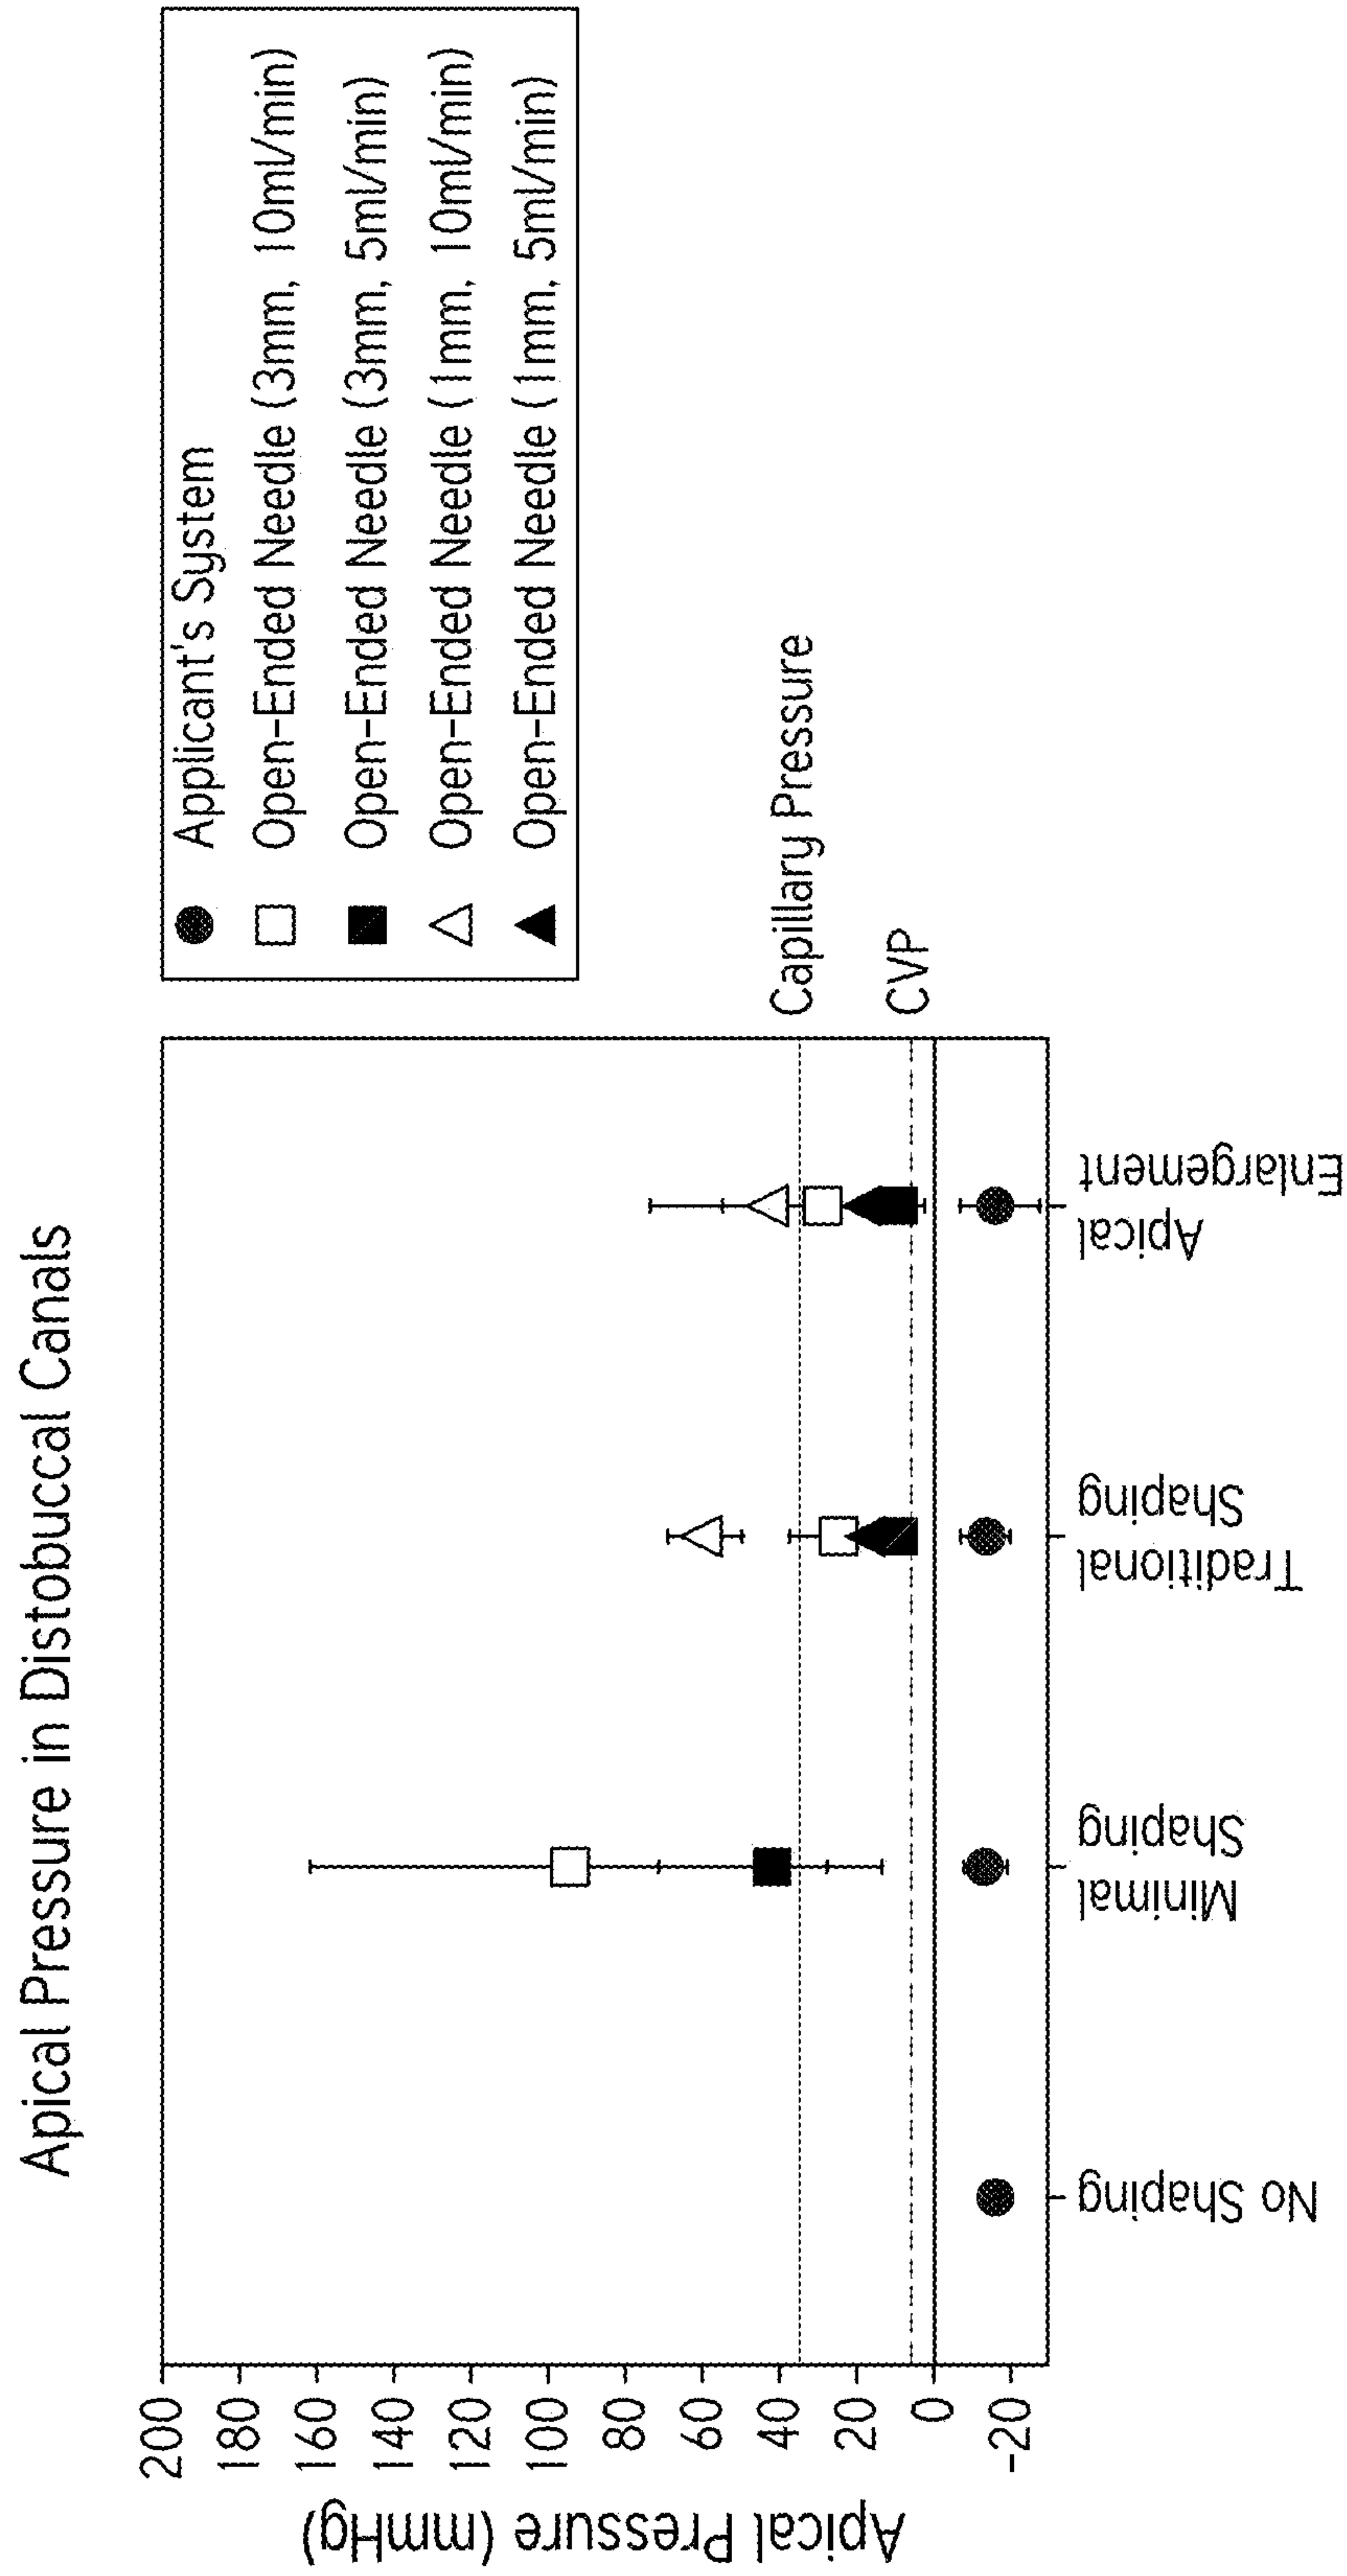 Apical Pressure in Distobuccal Canals
Apical Pressure (mmHg)
200
180
160
140
120
100
80
60
40
20
0
-20
No Shaping
Minimal
Shaping
Traditional
Shaping
Apical
Enlargement
Capillary Pressure
CVP
Applicant's System
Open-Ended Needle (3mm, 10ml/min)
Open-Ended Needle (3mm, 5ml/min)
Open-Ended Needle (1mm, 10ml/min)
Open-Ended Needle (1mm, 5ml/min)